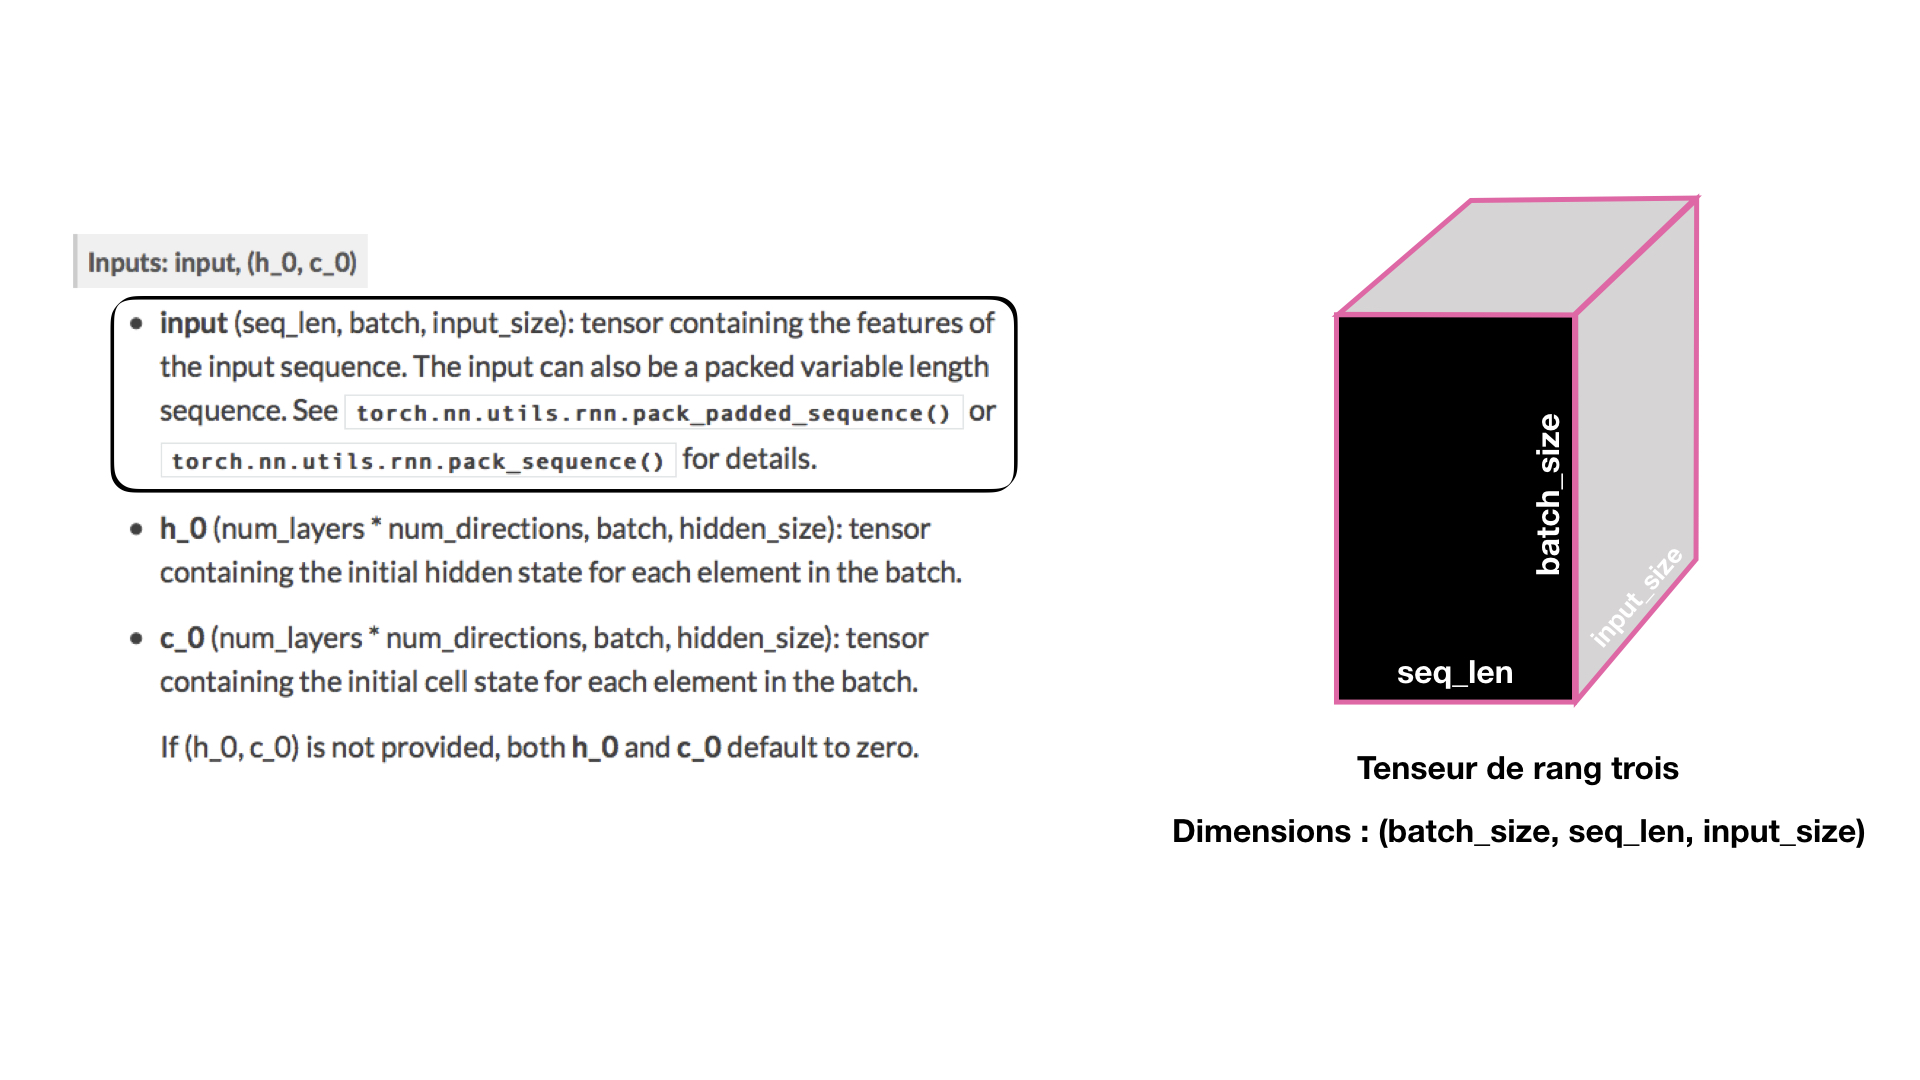 Inputs: input, (h_0, c_0)
• input (seq_len, batch, input_size): tensor containing the features of
the input sequence. The input can also be a packed variable length
sequence. See torch.nn.utils.rnn.pack_padded_sequence() or
torch.nn.utils.rnn.pack_sequence() for details.
• h_0 (num_layers * num_directions, batch, hidden_size): tensor
containing the initial hidden state for each element in the batch.
• c_0 (num_layers * num_directions, batch, hidden_size): tensor
containing the initial cell state for each element in the batch.
If (h_0, c_0) is not provided, both h_0 and c_0 default to zero.
batch_size
input_size
seq_len
Tenseur de rang trois
Dimensions : (batch_size, seq_len, input_size)